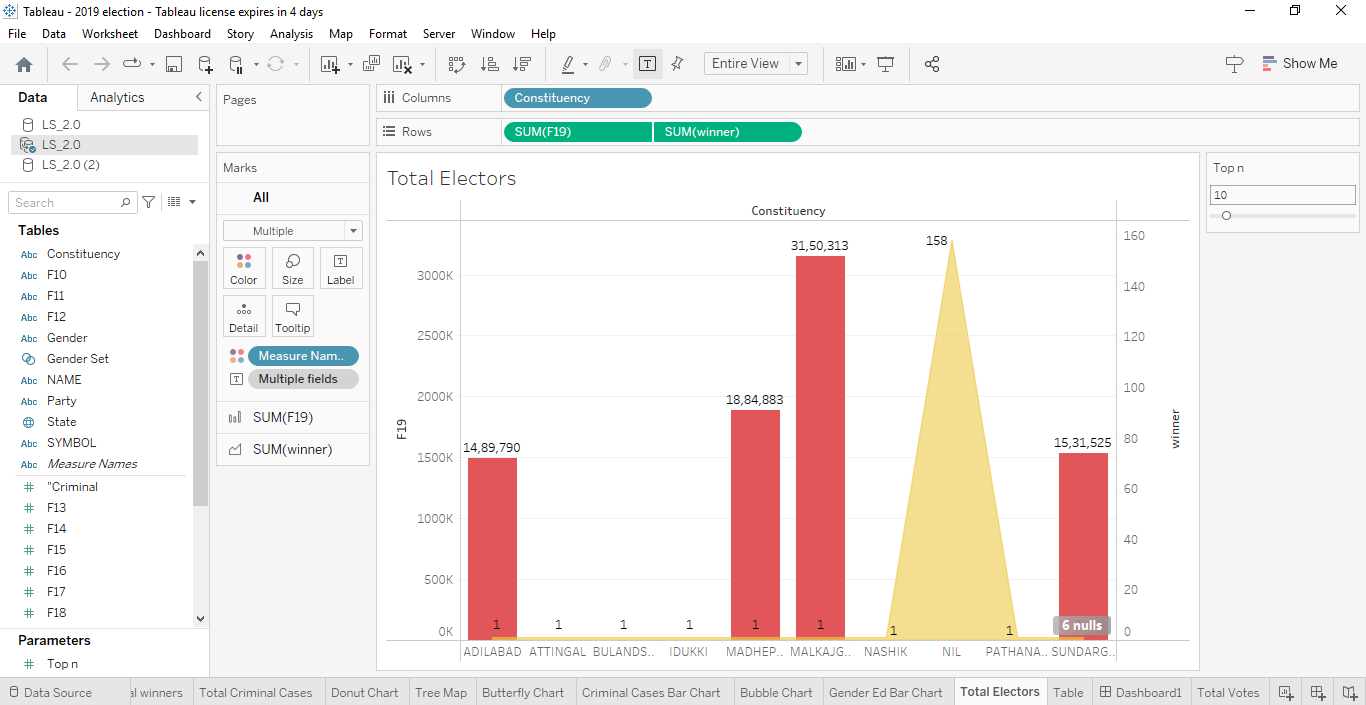 Tableau - 2019 election - Tableau license expires in 4 days
File Data Worksheet Dashboard Story Analysis Map Format Server Window Help
Entire View
Show Me
Data Analytics
LS_2.0
LS_2.0
LS_2.0 (2)
Search
Tables
Abc Constituency
Abc F10
Abc F11
Abc F12
Abc Gender
Gender Set
Abc NAME
Abc Party
State
Abc SYMBOL
Abc Measure Names
# "Criminal
# F13
# F14
# F15
# F16
# F17
# F18
Parameters
# Top n
Pages
Marks
All
Multiple
Color Size Label
Detail Tooltip
Measure Nam..
Multiple fields
SUM(F19)
SUM(winner)
Columns Constituency
Rows SUM(F19) SUM(winner)
Total Electors
Constituency
F19
3000K
2500K
2000K
1500K
1000K
500K
0K
14,89,790
18,84,883
31,50,313
158
15,31,525
1 1 1 1 1 1 1 1
6 nulls
ADILABAD ATTINGAL BULANDS.. IDUKKI MADHEP.. MALKAJG.. NASHIK NIL PATHANA.. SUNDARG..
160
140
120
100
80
60
40
20
0
winner
Top n
10
Data Source al winners Total Criminal Cases Donut Chart Tree Map Butterfly Chart Criminal Cases Bar Chart Bubble Chart Gender Ed Bar Chart Total Electors Table Dashboard1 Total Votes